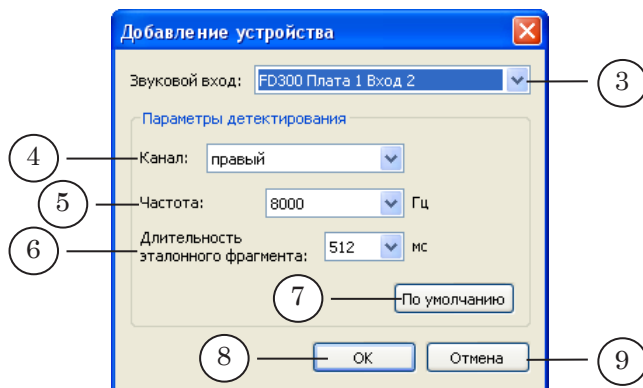 Добавление устройства
Звуковой вход: FD300 Плата 1 Вход 2
3
Параметры детектирования
4
Канал: правый
5
Частота: 8000 Гц
6
Длительность
эталонного фрагмента: 512 мс
7
По умолчанию
8
ОК Отмена
9